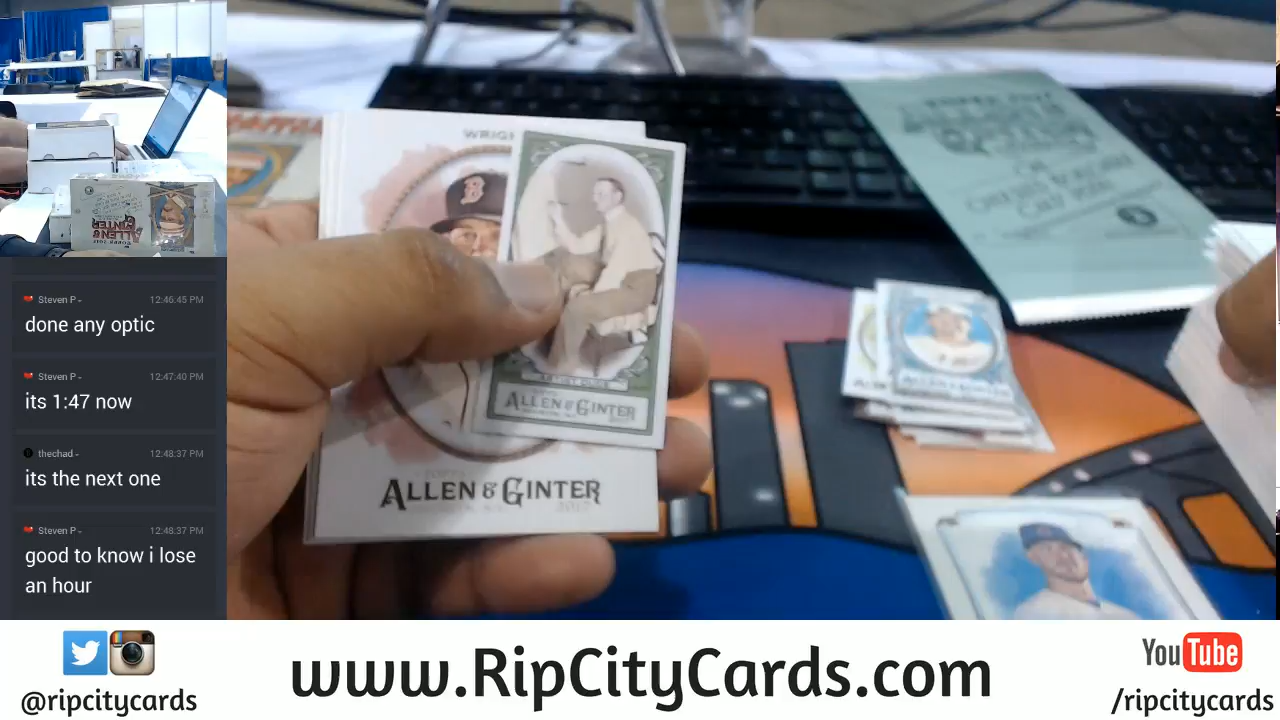 Steven P- 12:46:45 PM
done any optic
Steven P- 12:47:40 PM
its 1:47 now
thechad- 12:48:37 PM
its the next one
Steven P- 12:48:37 PM
good to know i lose
an hour
WRIG
B
ALLEN & GINTER
ALLEN & GINTER
2017
ALLEN & GINTER
@ripcitycards
www.RipCityCards.com
YouTube
/ripcitycards